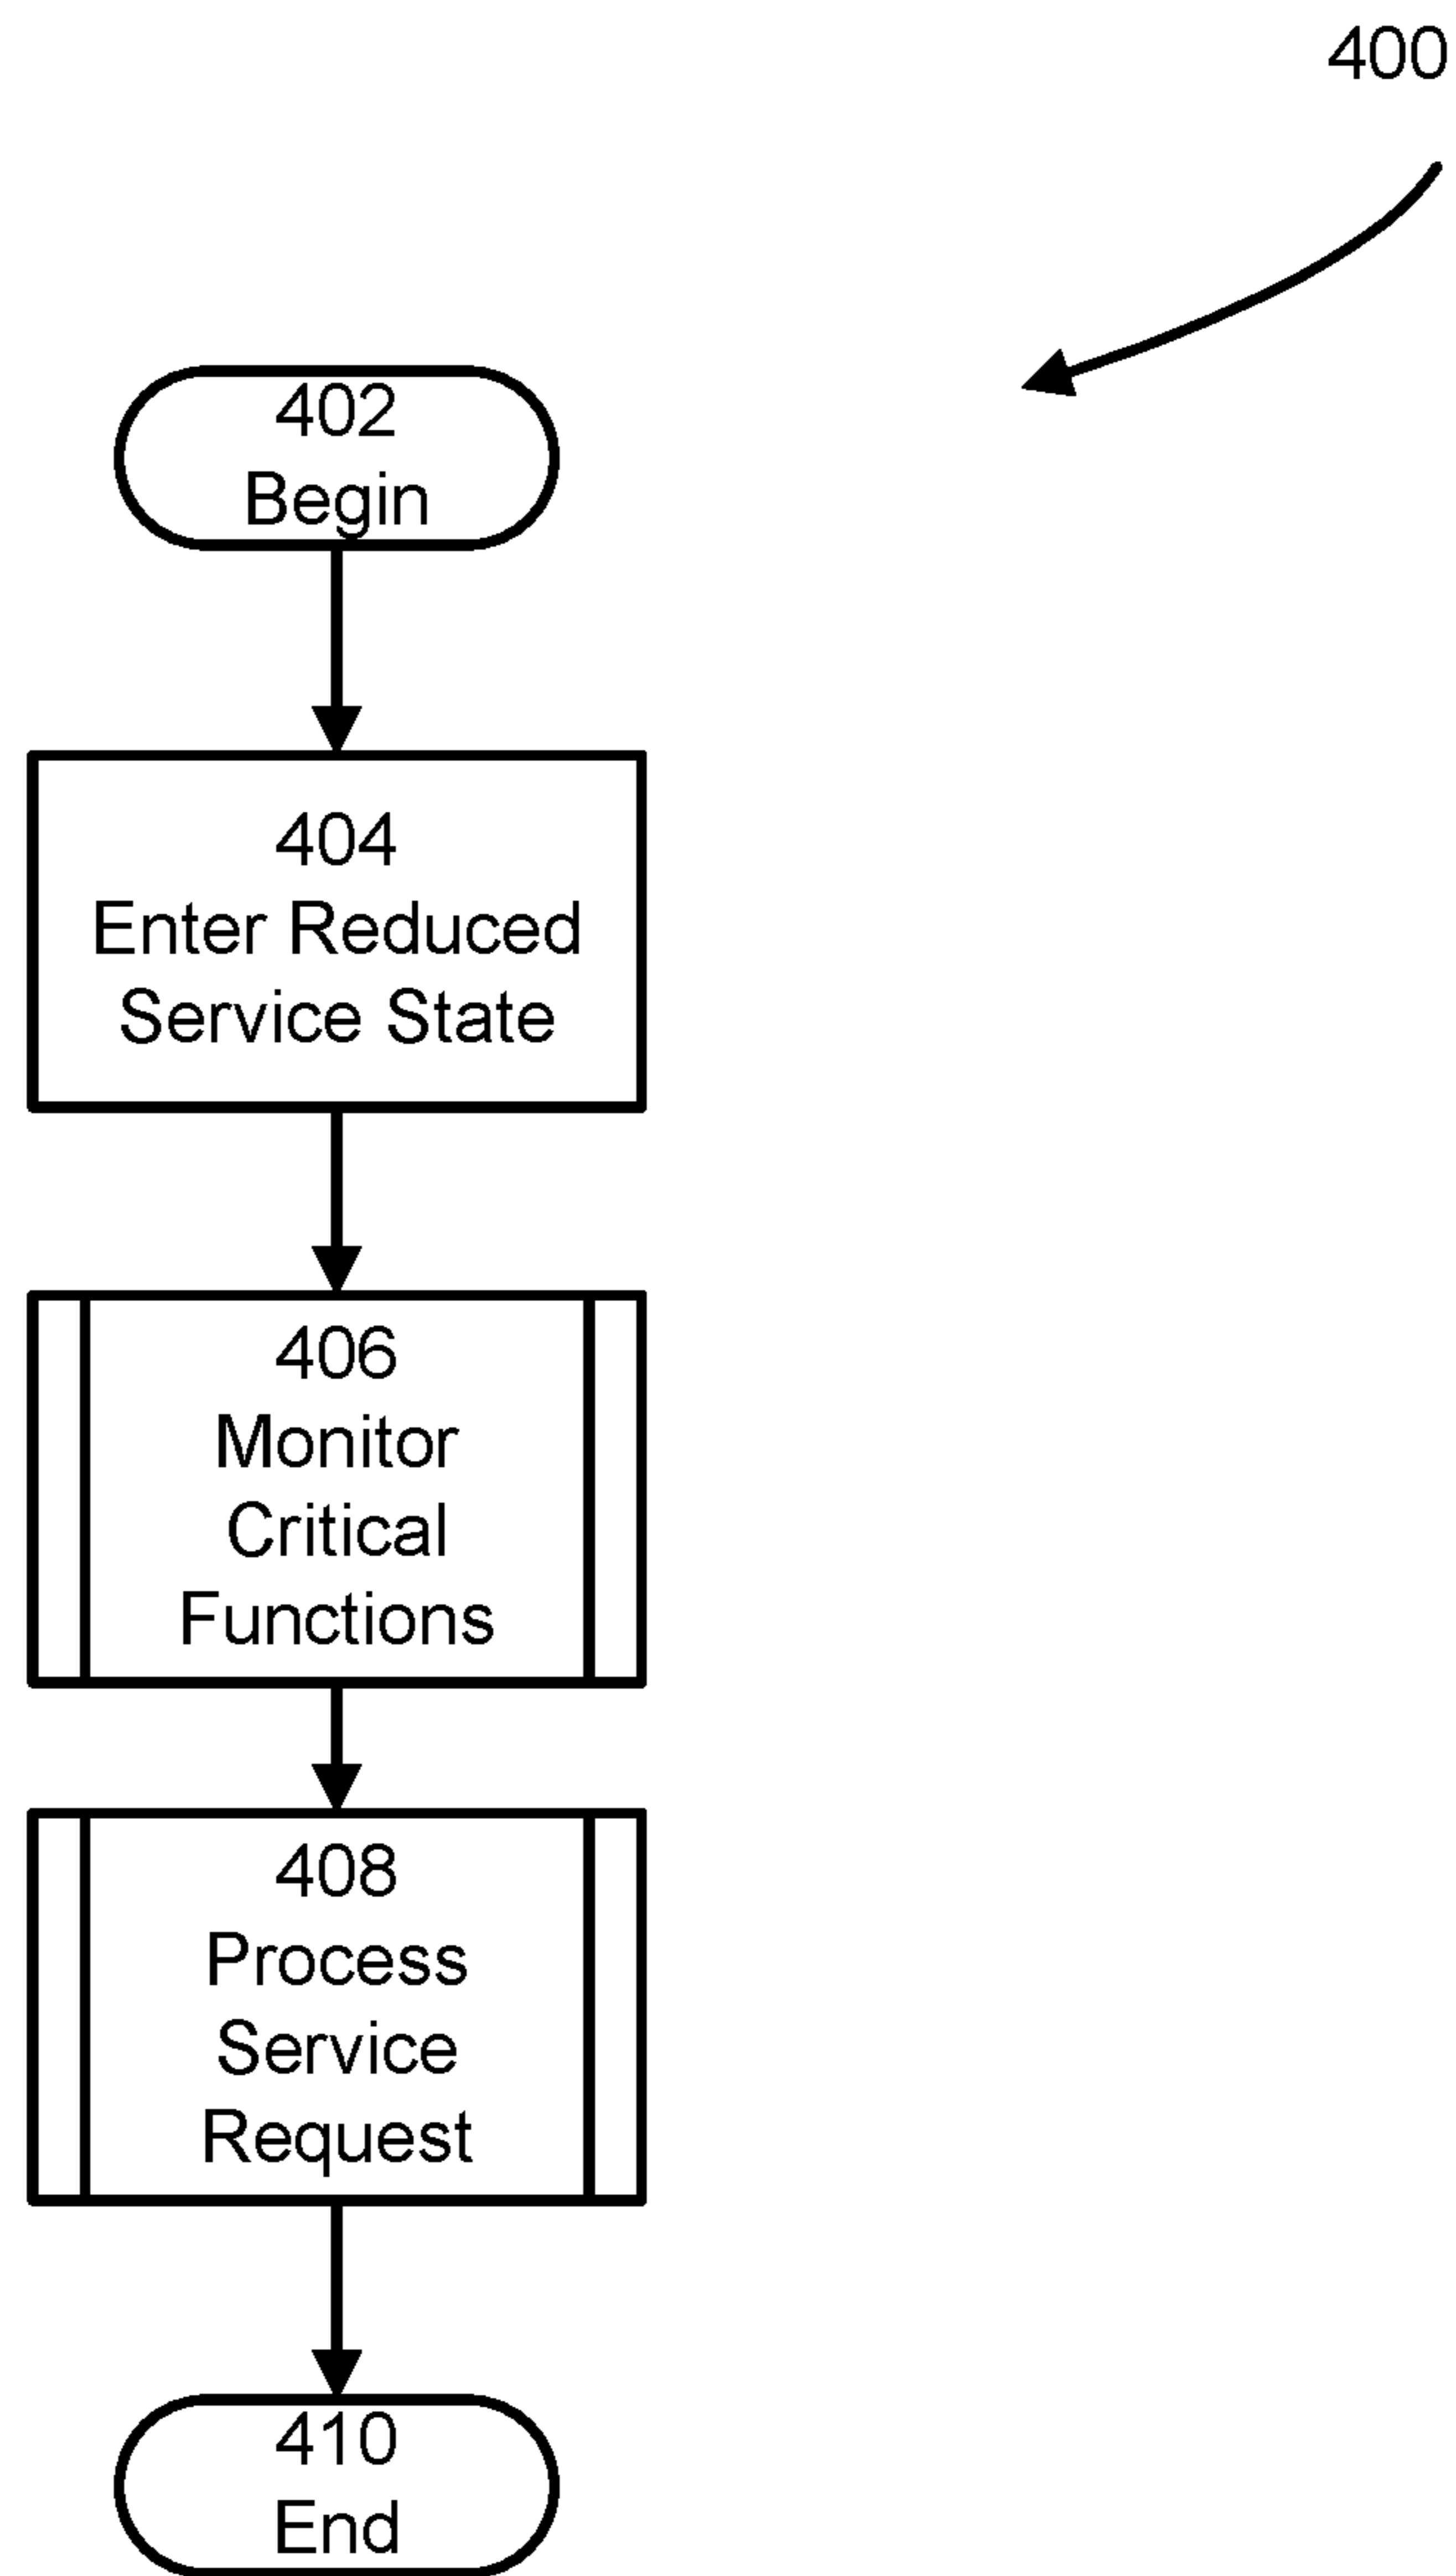 400
402
Begin
404
Enter Reduced
Service State
406
Monitor
Critical
Functions
408
Process
Service
Request
410
End